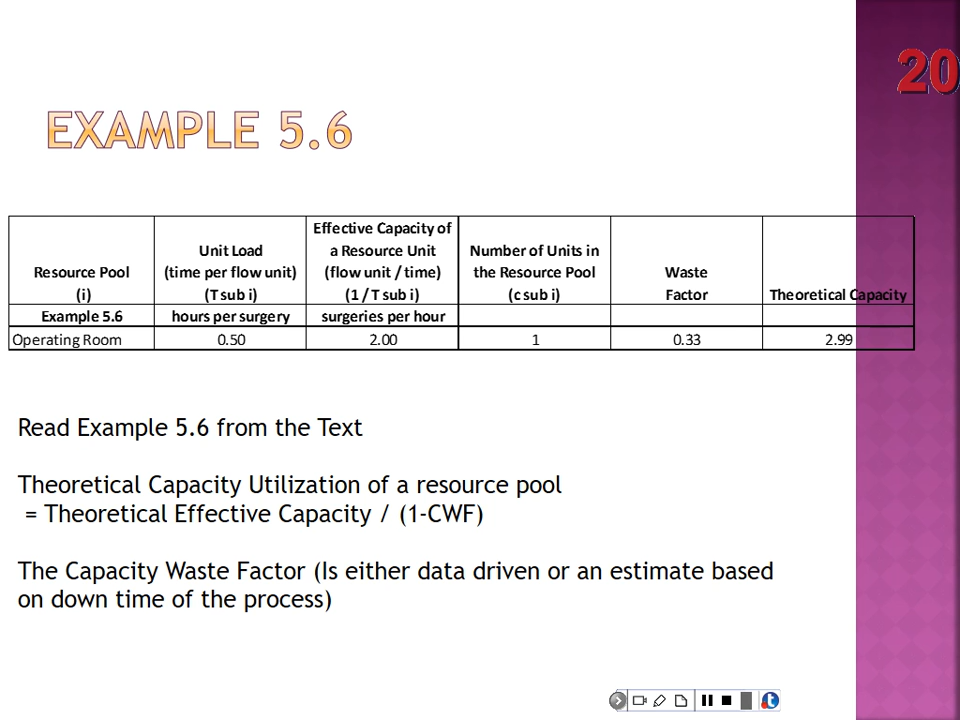 20
EXAMPLE 5.6
Resource Pool
(i)
Unit Load
(time per flow unit)
(T sub i)
Effective Capacity of
a Resource Unit
(flow unit / time)
(1 / T sub i)
Number of Units in
the Resource Pool
(c sub i)
Waste
Factor
Theoretical Capacity
Example 5.6
hours per surgery
surgeries per hour
Operating Room
0.50
2.00
1
0.33
2.99
Read Example 5.6 from the Text
Theoretical Capacity Utilization of a resource pool
= Theoretical Effective Capacity / (1-CWF)
The Capacity Waste Factor (Is either data driven or an estimate based
on down time of the process)
t